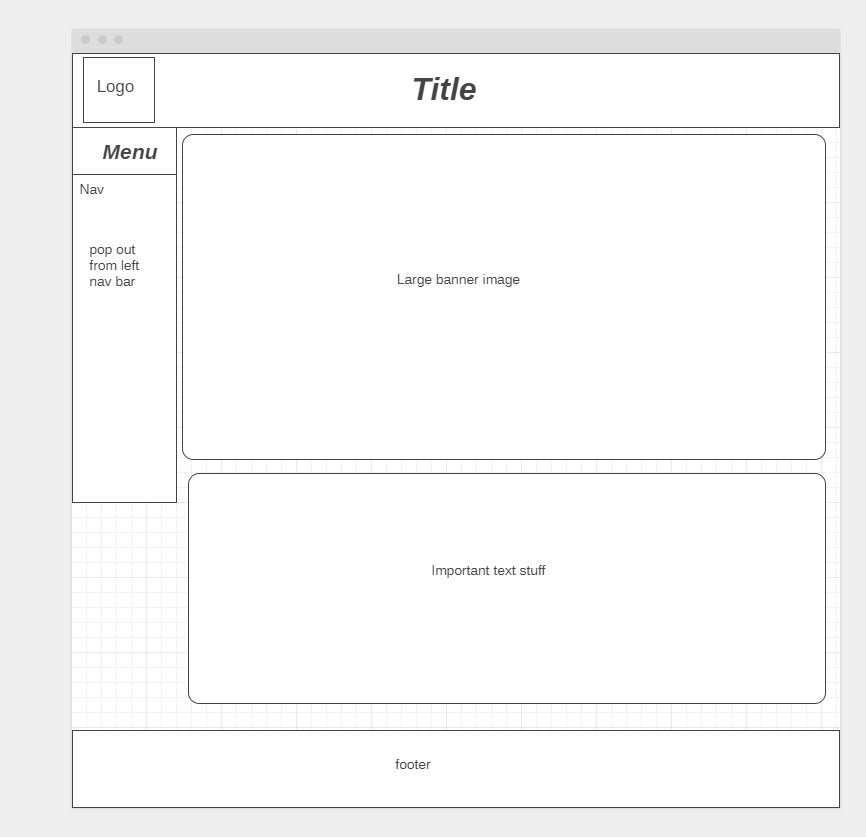 Logo
Title
Menu
Nav
pop out
from left
nav bar
Large banner image
Important text stuff
footer